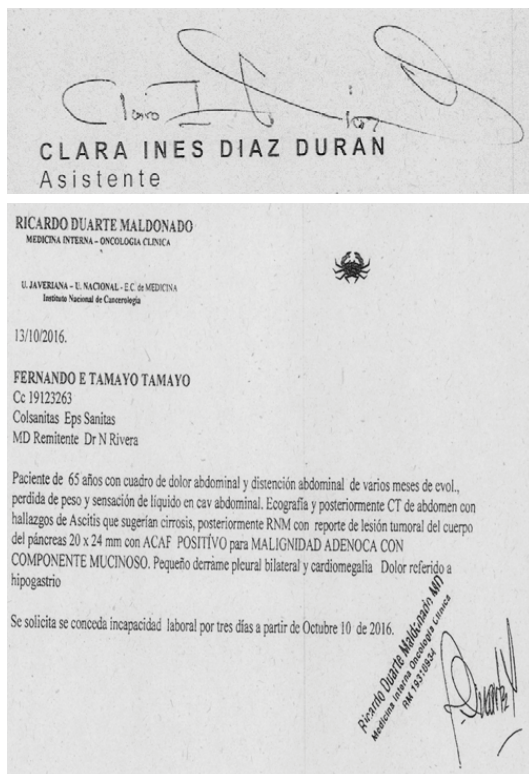 Clara I Diaz
CLARA INES DIAZ DURAN
Asistente
RICARDO DUARTE MALDONADO
MEDICINA INTERNA – ONCOLOGIA CLINICA
U. JAVERIANA – U. NACIONAL - E.C. de MEDICINA
Instituto Nacional de Cancerología
13/10/2016.
FERNANDO E TAMAYO TAMAYO
Cc 19123263
Colsanitas Eps Sanitas
MD Remitente Dr N Rivera
Paciente de 65 años con cuadro de dolor abdominal y distención abdominal de varios meses de evol.,
perdida de peso y sensación de líquido en cav abdominal. Ecografía y posteriormente CT de abdomen con
hallazgos de Ascitis que sugerían cirrosis, posteriormente RNM con reporte de lesión tumoral del cuerpo
del páncreas 20 x 24 mm con ACAF POSITIVO para MALIGNIDAD ADENOCA CON
COMPONENTE MUCINOSO. Pequeño derrame pleural bilateral y cardiomegalia Dolor referido a
hipogastrio
Se solicita se conceda incapacidad laboral por tres días a partir de Octubre 10 de 2016.
Ricardo Duarte Maldonado MD
Medicina Interna Oncología Clínica
RM 19310934